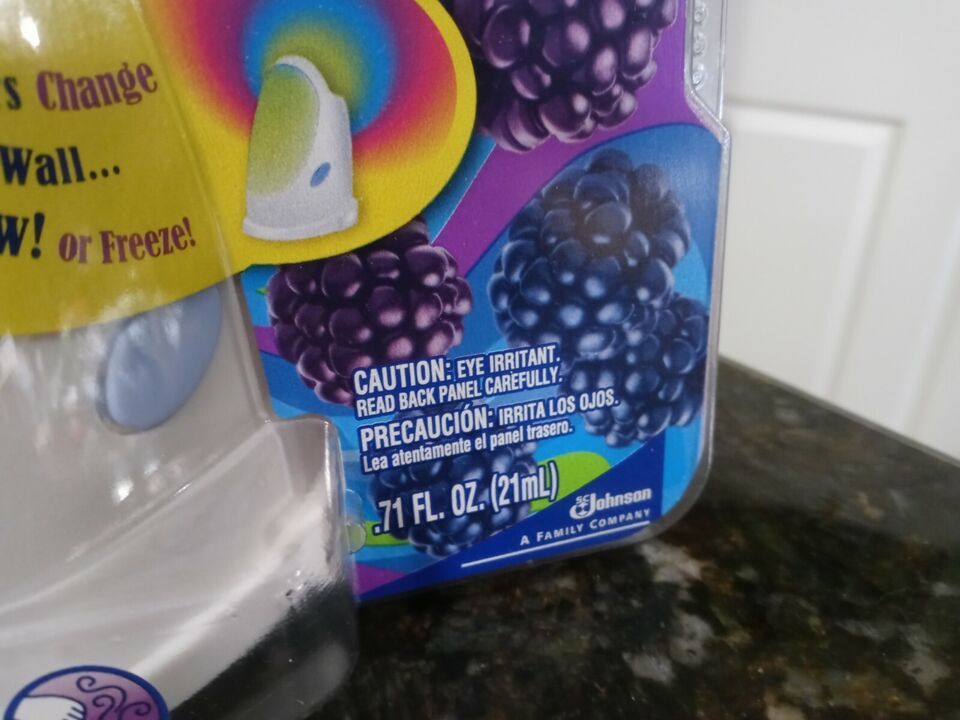 s Change
Wall...
W! or Freeze!
CAUTION: EYE IRRITANT.
READ BACK PANEL CAREFULLY.
PRECAUCIÓN: IRRITA LOS OJOS.
Lea atentamente el panel trasero.
.71 FL. OZ. (21mL)
SC Johnson
A FAMILY COMPANY